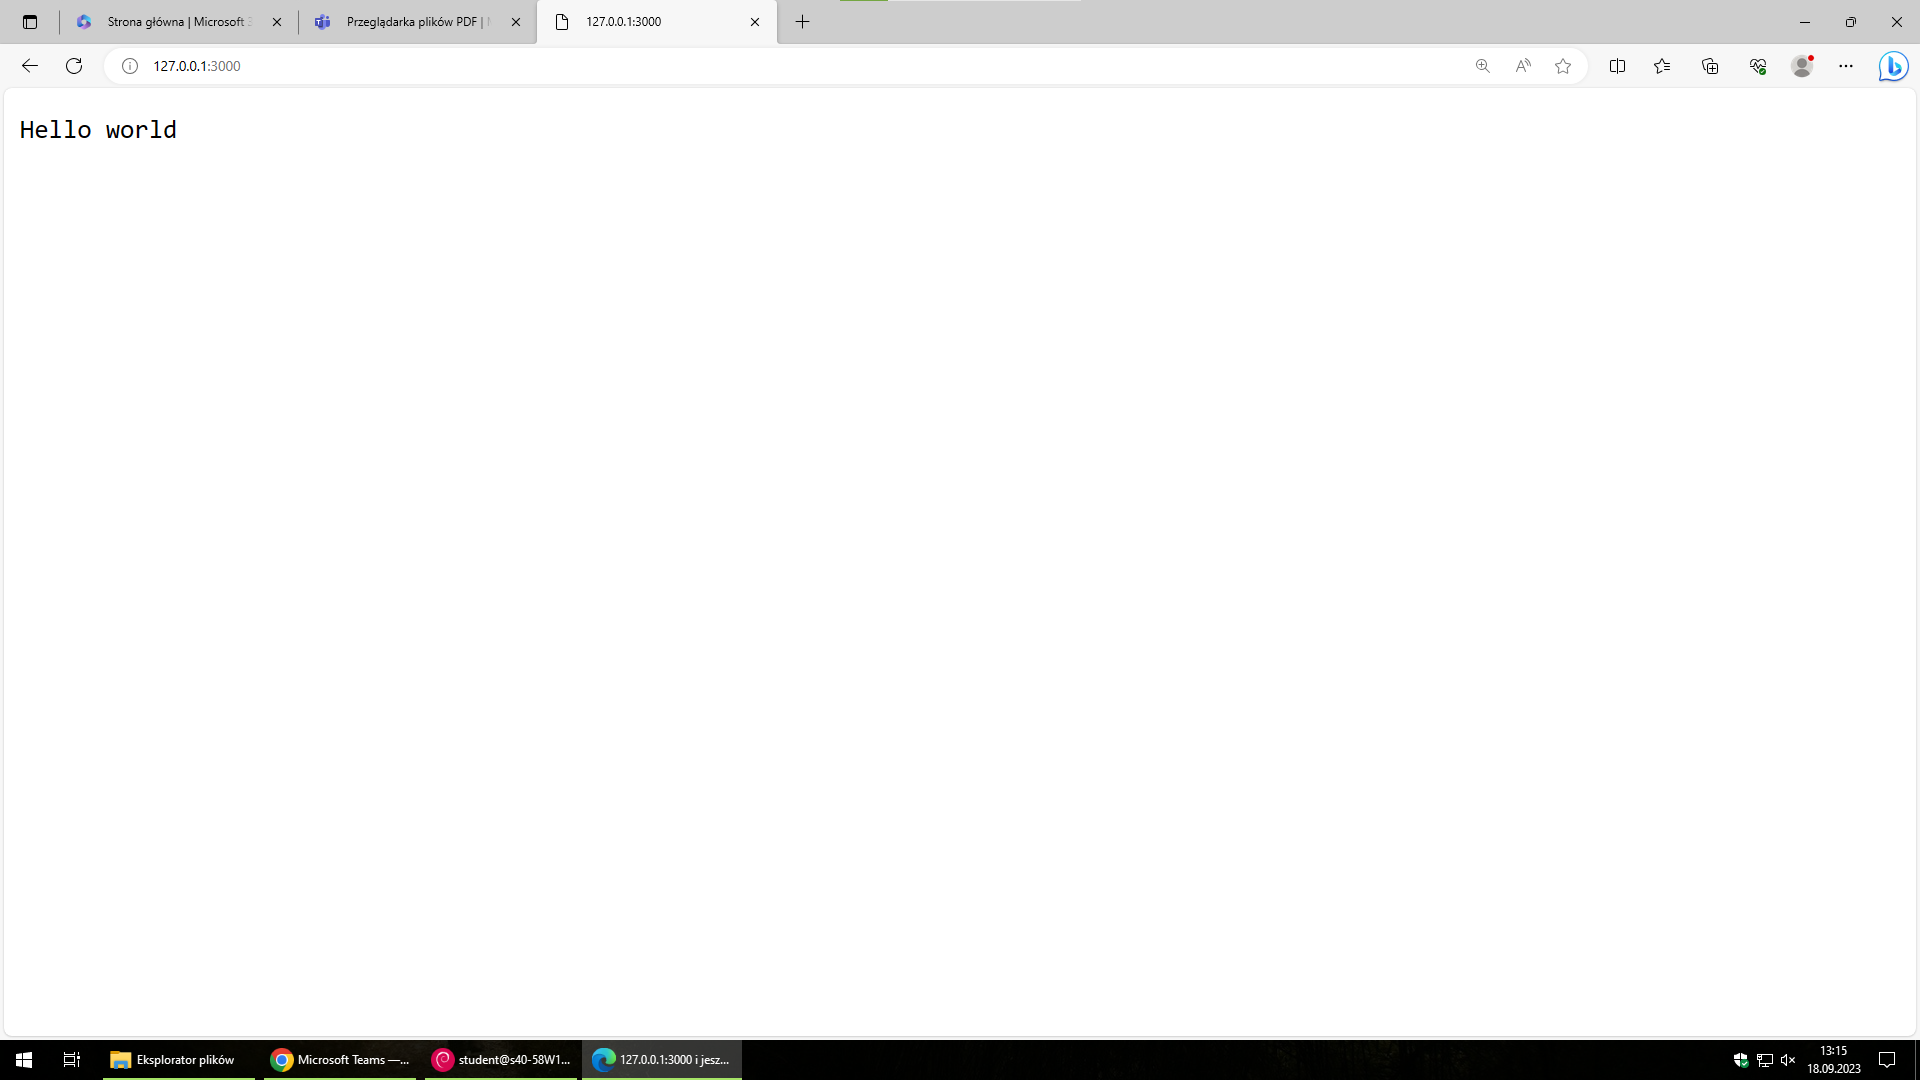 Strona główna | Microsoft 3
Przeglądarka plików PDF |
127.0.0.1:3000
127.0.0.1:3000
Hello world
Eksplorator plików
Microsoft Teams —...
student@s40-58W1...
127.0.0.1:3000 i jesz...
13:15
18.09.2023